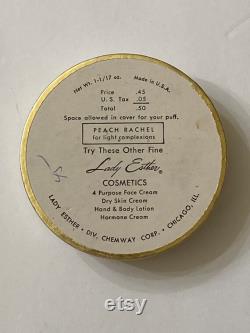 Net Wt. 1-1/17 oz. Made in U.S.A.
Price .45
U. S. Tax .05
Total .50
Space allowed in cover for your puff.
PEACH RACHEL
for light complexions
Try These Other Fine
Lady Esther®
COSMETICS
4 Purpose Face Cream
Dry Skin Cream
Hand & Body Lotion
Hormone Cream
LADY ESTHER • DIV. CHEMWAY CORP. • CHICAGO, ILL.
Etsy